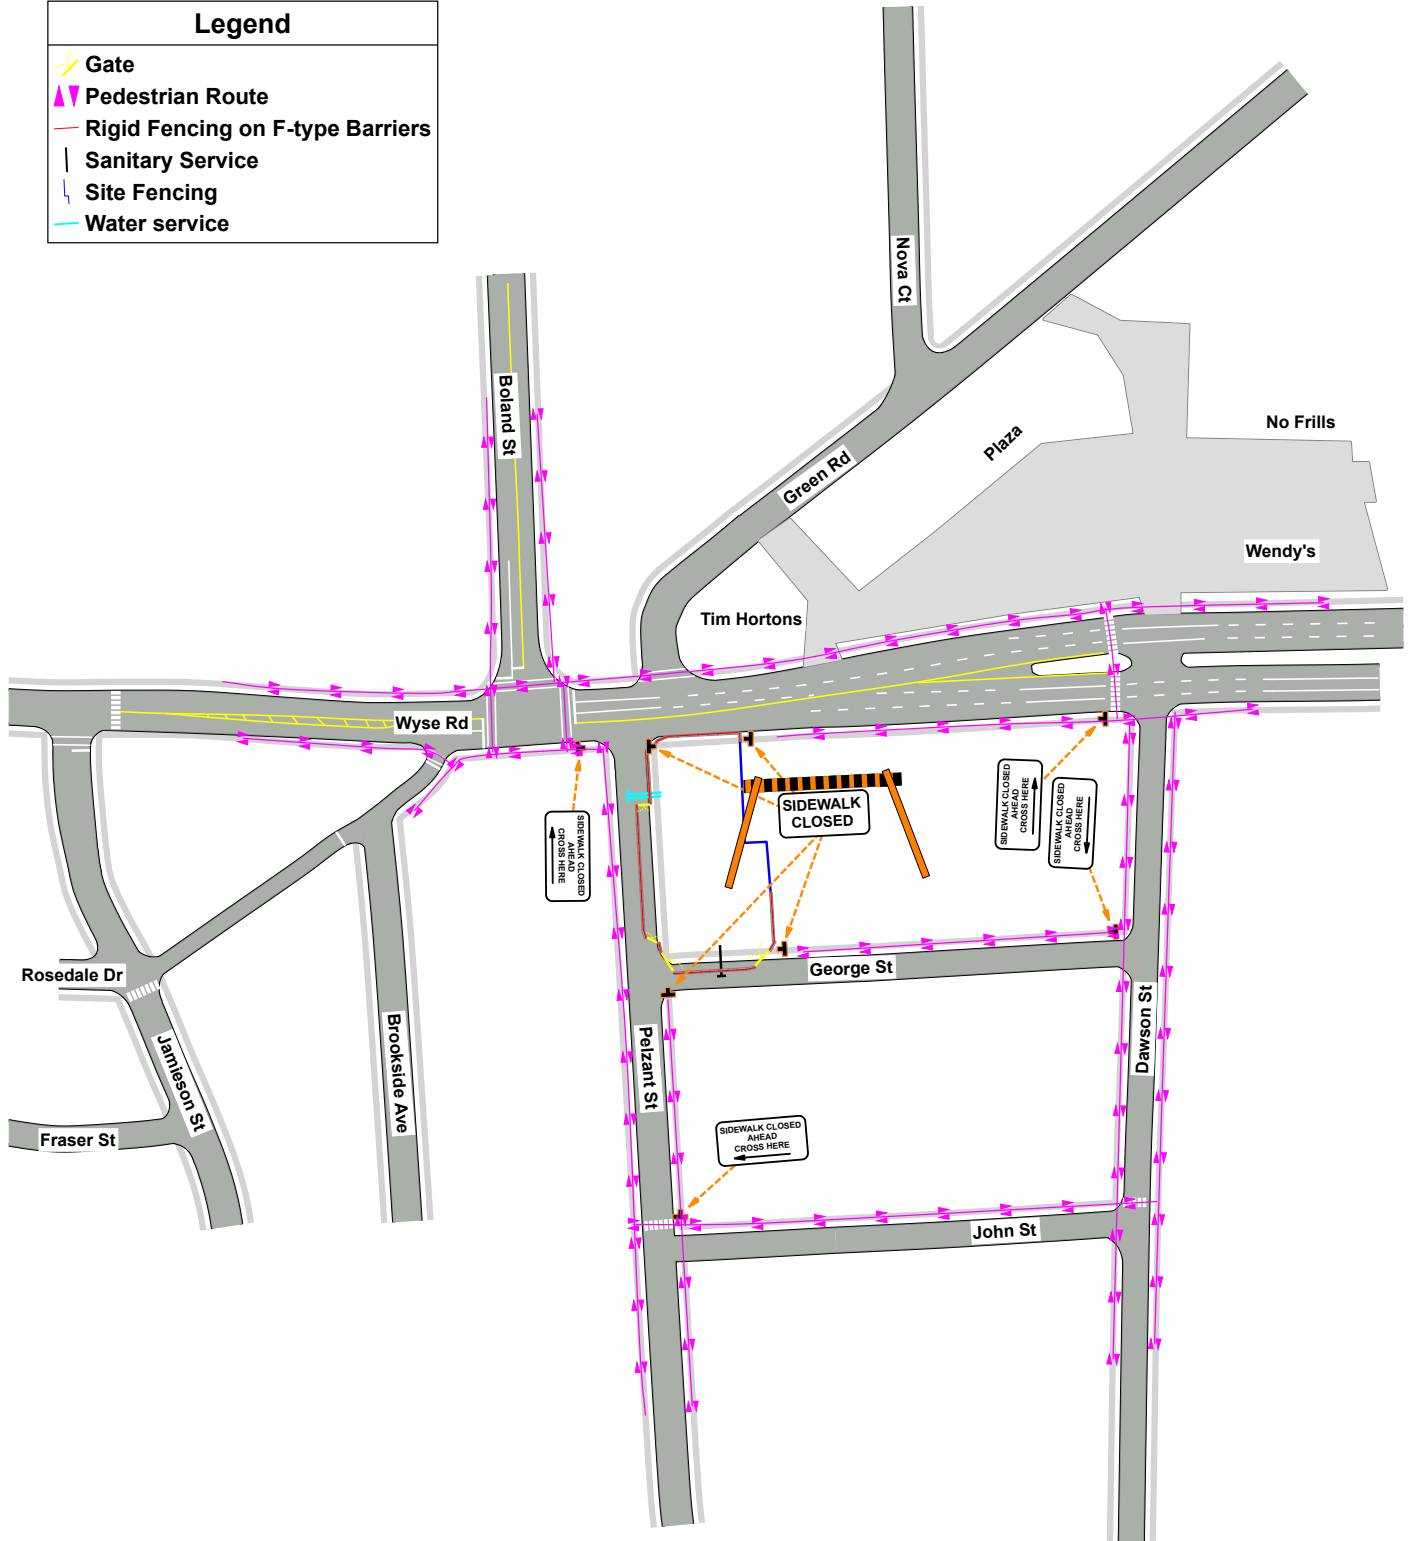 Legend
Gate
Pedestrian Route
Rigid Fencing on F-type Barriers
Sanitary Service
Site Fencing
Water service
Nova Ct
Boland St
Green Rd
Plaza
No Frills
Wendy's
Tim Hortons
Wyse Rd
SIDEWALK
CLOSED
SIDEWALK CLOSED
AHEAD
CROSS HERE
SIDEWALK CLOSED
AHEAD
CROSS HERE
SIDEWALK CLOSED
AHEAD
CROSS HERE
George St
Rosedale Dr
Jamieson St
Fraser St
Brookside Ave
Pelzant St
Dawson St
SIDEWALK CLOSED
AHEAD
CROSS HERE
John St